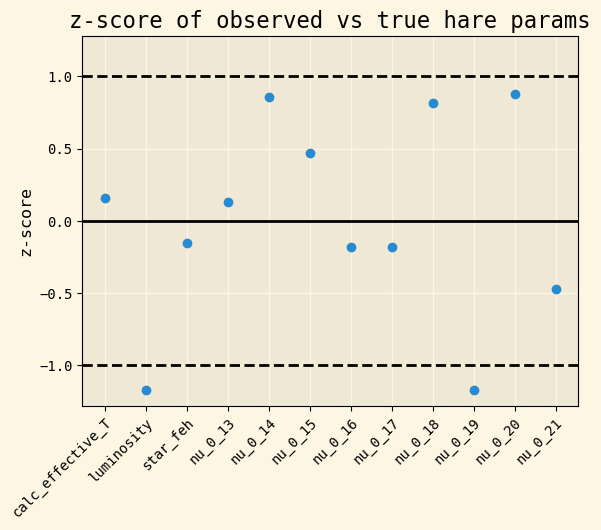 z-score of observed vs true hare params
1.0
0.5
0.0
−0.5
−1.0
z-score
calc_effective_T
luminosity
star_feh
nu_0_13
nu_0_14
nu_0_15
nu_0_16
nu_0_17
nu_0_18
nu_0_19
nu_0_20
nu_0_21